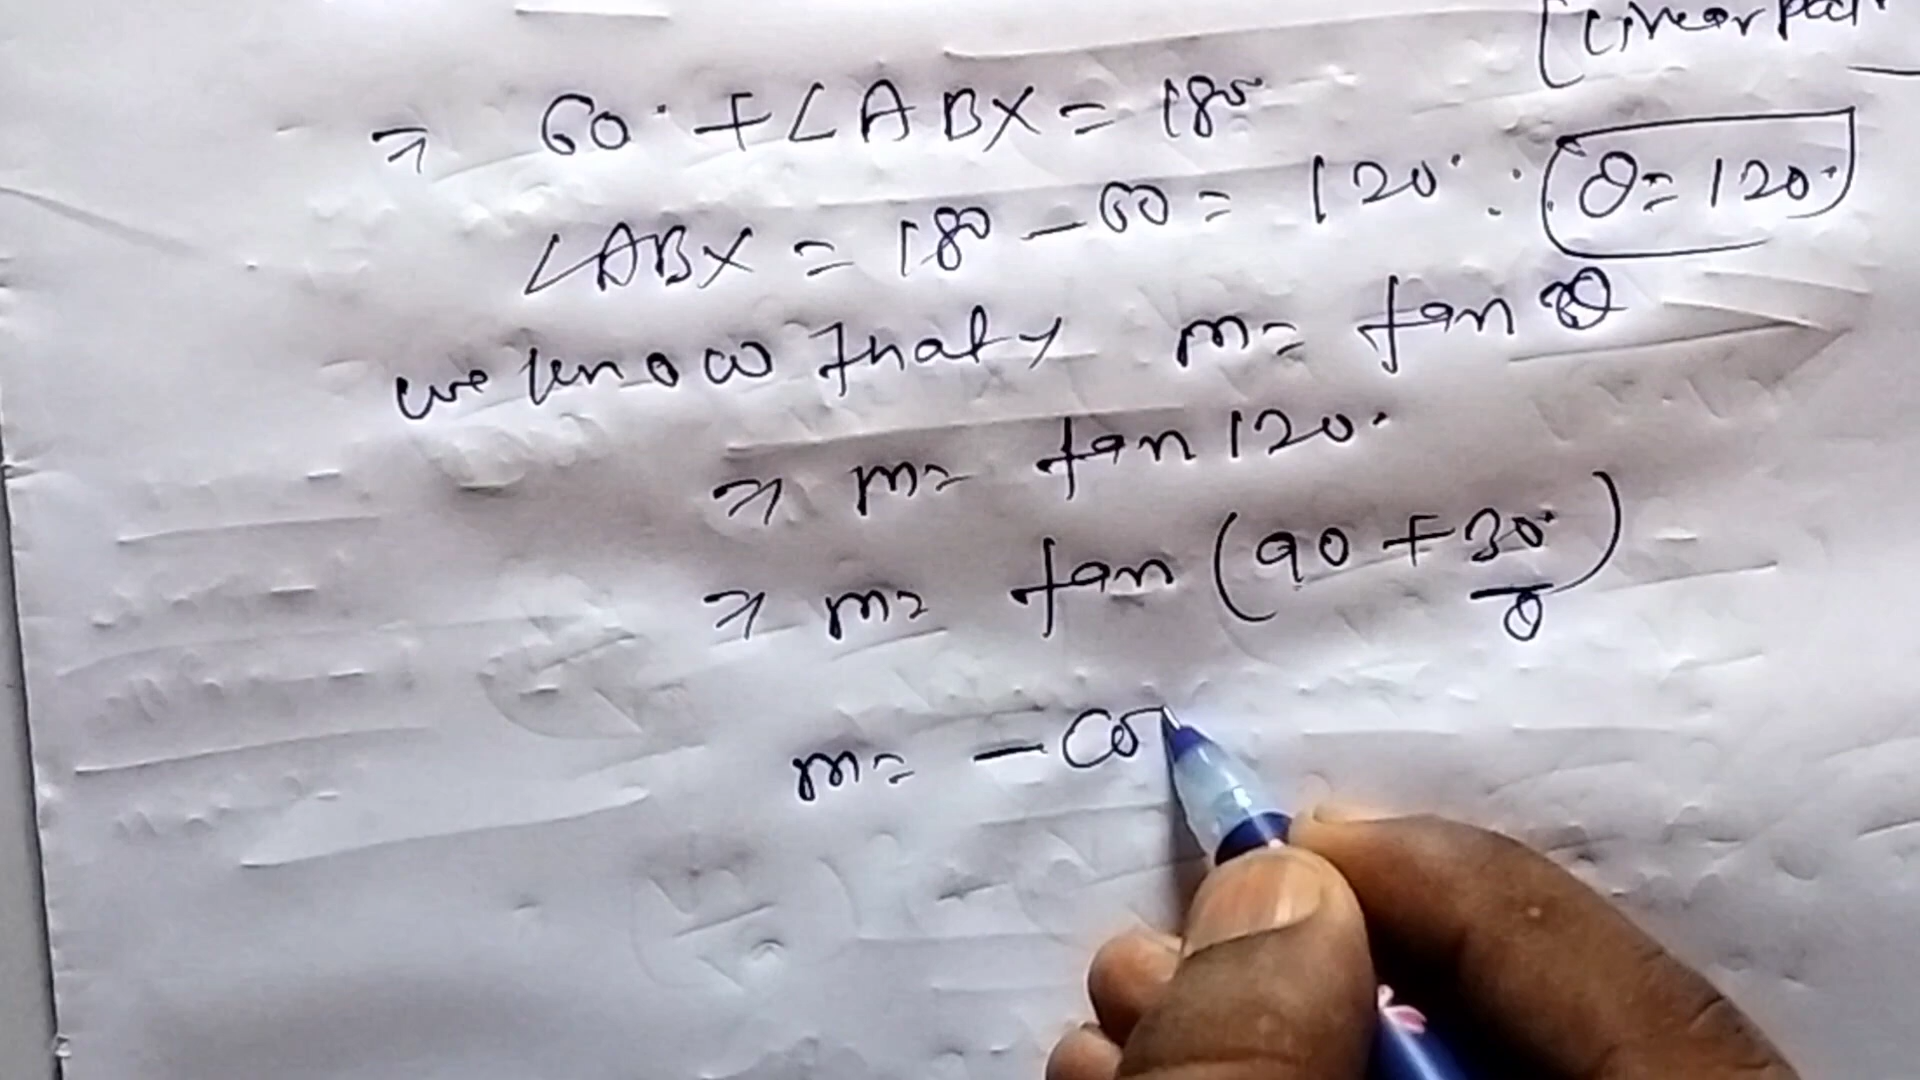 [Linear pair
⇒ 60° + ∠ABX = 180
∠ABX = 180 - 60 = 120° ∴ θ = 120°
we know that, m = tan θ
⇒ m = tan 120°
⇒ m = tan (90 + 30°)
θ
m = - co